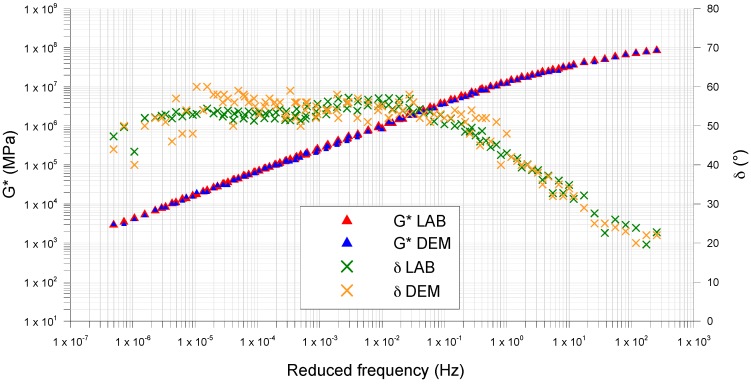 1 x 10⁹
1 x 10⁸
1 x 10⁷
1 x 10⁶
1 x 10⁵
1 x 10⁴
1 x 10³
1 x 10²
1 x 10¹
G* (MPa)
80
70
60
50
40
30
20
10
0
δ (°)
G* LAB
G* DEM
δ LAB
δ DEM
1 x 10⁻⁷ 1 x 10⁻⁶ 1 x 10⁻⁵ 1 x 10⁻⁴ 1 x 10⁻³ 1 x 10⁻² 1 x 10⁻¹ 1 x 10⁰ 1 x 10¹ 1 x 10² 1 x 10³
Reduced frequency (Hz)